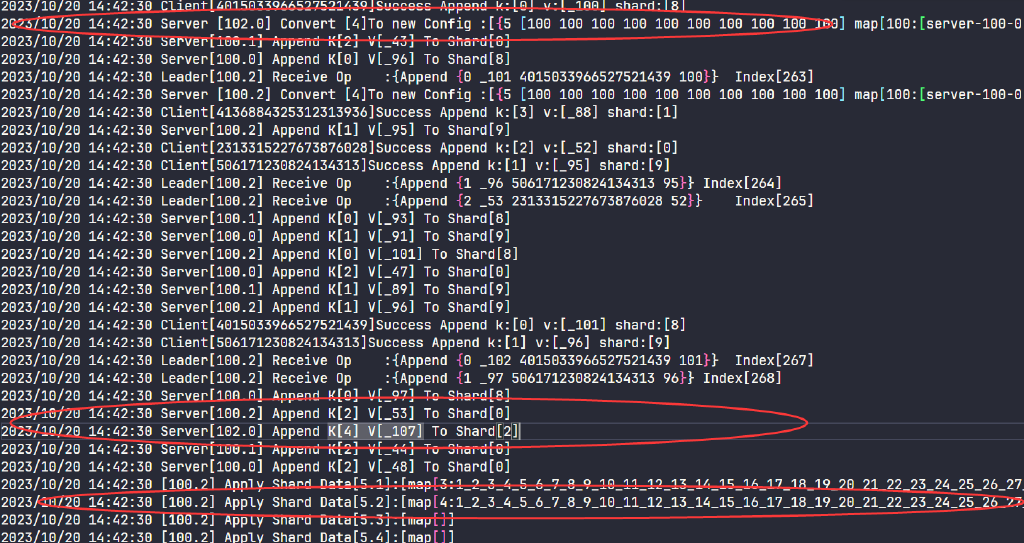 2023/10/20 14:42:30 Client[4015033966527521439]Success Append k:[0] v:[_100] shard:[8]
2023/10/20 14:42:30 Server [102.0] Convert [4]To new Config :[{5 [100 100 100 100 100 100 100 100 100 100] map[100:[server-100-0
2023/10/20 14:42:30 Server[100.1] Append K[2] V[_43] To Shard[0]
2023/10/20 14:42:30 Server[100.0] Append K[0] V[_96] To Shard[8]
2023/10/20 14:42:30 Leader[100.2] Receive Op    :{Append {0 _101 4015033966527521439 100}}  Index[263]
2023/10/20 14:42:30 Server [100.2] Convert [4]To new Config :[{5 [100 100 100 100 100 100 100 100 100 100] map[100:[server-100-0
2023/10/20 14:42:30 Client[4136884325312313936]Success Append k:[3] v:[_88] shard:[1]
2023/10/20 14:42:30 Server[100.2] Append K[1] V[_95] To Shard[9]
2023/10/20 14:42:30 Client[2313315227673876028]Success Append k:[2] v:[_52] shard:[0]
2023/10/20 14:42:30 Client[506171230824134313]Success Append k:[1] v:[_95] shard:[9]
2023/10/20 14:42:30 Leader[100.2] Receive Op    :{Append {1 _96 506171230824134313 95}} Index[264]
2023/10/20 14:42:30 Leader[100.2] Receive Op    :{Append {2 _53 2313315227673876028 52}}    Index[265]
2023/10/20 14:42:30 Server[100.1] Append K[0] V[_93] To Shard[8]
2023/10/20 14:42:30 Server[100.0] Append K[1] V[_91] To Shard[9]
2023/10/20 14:42:30 Server[100.2] Append K[0] V[_101] To Shard[8]
2023/10/20 14:42:30 Server[100.0] Append K[2] V[_47] To Shard[0]
2023/10/20 14:42:30 Server[100.1] Append K[1] V[_89] To Shard[9]
2023/10/20 14:42:30 Server[100.2] Append K[1] V[_96] To Shard[9]
2023/10/20 14:42:30 Client[4015033966527521439]Success Append k:[0] v:[_101] shard:[8]
2023/10/20 14:42:30 Client[506171230824134313]Success Append k:[1] v:[_96] shard:[9]
2023/10/20 14:42:30 Leader[100.2] Receive Op    :{Append {0 _102 4015033966527521439 101}}  Index[267]
2023/10/20 14:42:30 Leader[100.2] Receive Op    :{Append {1 _97 506171230824134313 96}} Index[268]
2023/10/20 14:42:30 Server[100.0] Append K[0] V[_97] To Shard[8]
2023/10/20 14:42:30 Server[100.2] Append K[2] V[_53] To Shard[0]
2023/10/20 14:42:30 Server[102.0] Append K[4] V[_107] To Shard[2]
2023/10/20 14:42:30 Server[100.1] Append K[2] V[_44] To Shard[0]
2023/10/20 14:42:30 Server[100.0] Append K[2] V[_48] To Shard[0]
2023/10/20 14:42:30 [100.2] Apply Shard Data[5.1]:[map[3:1_2_3_4_5_6_7_8_9_10_11_12_13_14_15_16_17_18_19_20_21_22_23_24_25_26_27_
2023/10/20 14:42:30 [100.2] Apply Shard Data[5.2]:[map[4:1_2_3_4_5_6_7_8_9_10_11_12_13_14_15_16_17_18_19_20_21_22_23_24_25_26_27_
2023/10/20 14:42:30 [100.2] Apply Shard Data[5.3]:[map[]]
2023/10/20 14:42:30 [100.2] Apply Shard Data[5.4]:[map[]]